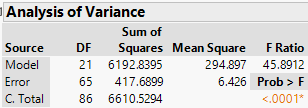 Analysis of Variance
Sum of
Source DF Squares Mean Square F Ratio
Model 21 6192.8395 294.897 45.8912
Error 65 417.6899 6.426 Prob > F
C. Total 86 6610.5294 <.0001*